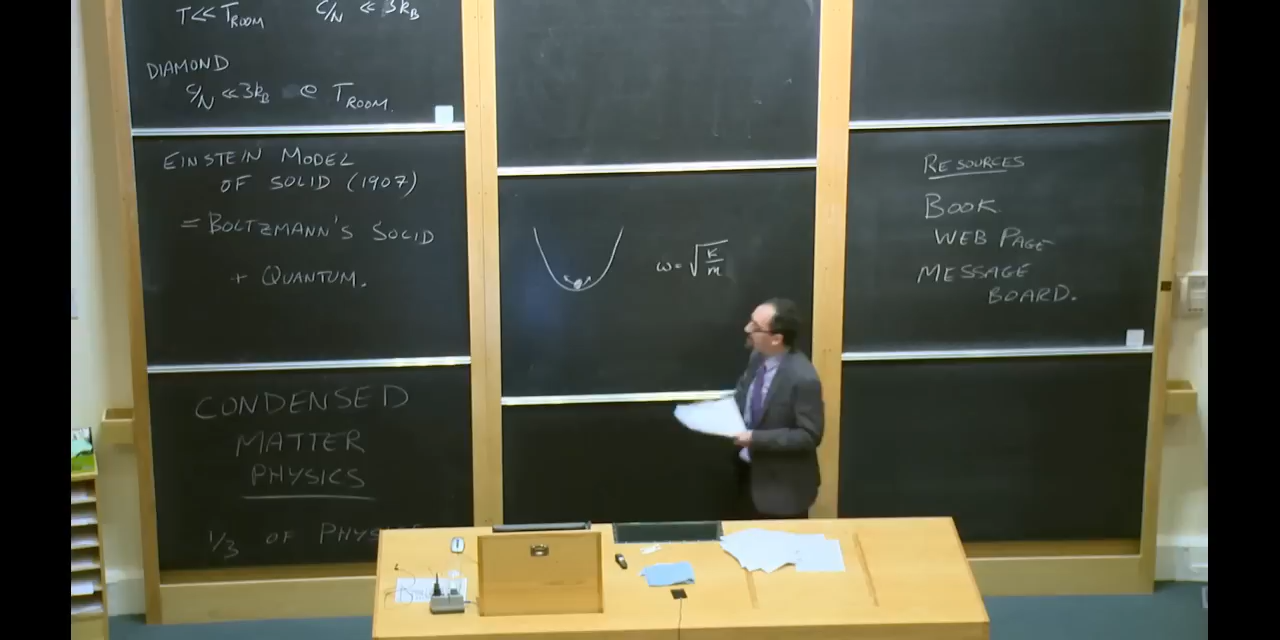 T << T_ROOM C/N << 3k_B
DIAMOND
C/N << 3k_B @ T_ROOM.
EINSTEIN MODEL
OF SOLID (1907)
= BOLTZMANN'S SOLID
+ QUANTUM.
CONDENSED
MATTER
PHYSICS
1/3 OF PHYSICS
ω = √(K/m)
RESOURCES
BOOK
WEB PAGE
MESSAGE
BOARD.